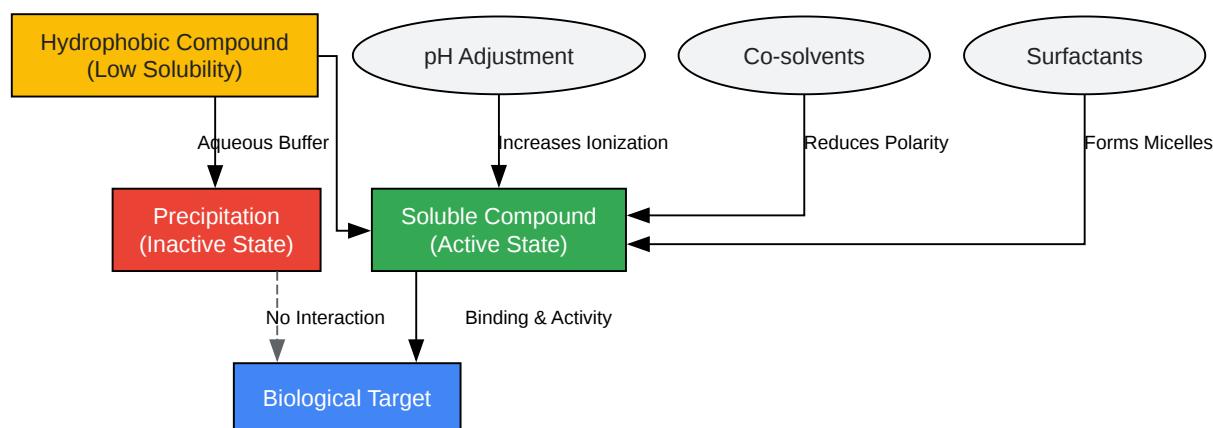 Hydrophobic Compound
(Low Solubility)
pH Adjustment
Co-solvents
Surfactants
Aqueous Buffer
Increases Ionization
Reduces Polarity
Forms Micelles
Precipitation
(Inactive State)
Soluble Compound
(Active State)
No Interaction
Binding & Activity
Biological Target